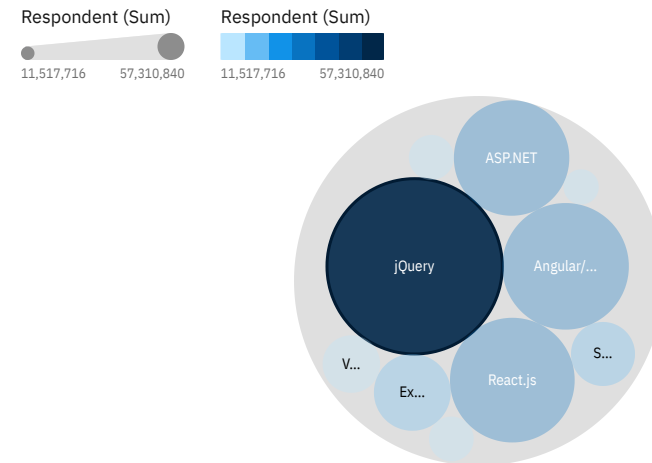 Respondent (Sum) Respondent (Sum)
11,517,716 57,310,840 11,517,716 57,310,840
ASP.NET
jQuery Angular/...
V... S...
Ex... React.js